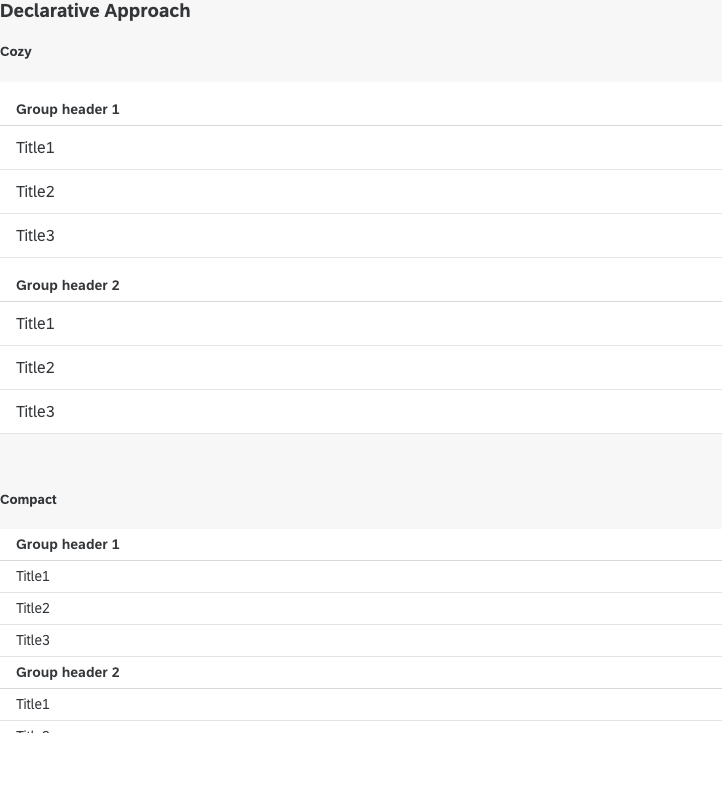 Declarative Approach
Cozy
Group header 1
Title1
Title2
Title3
Group header 2
Title1
Title2
Title3
Compact
Group header 1
Title1
Title2
Title3
Group header 2
Title1